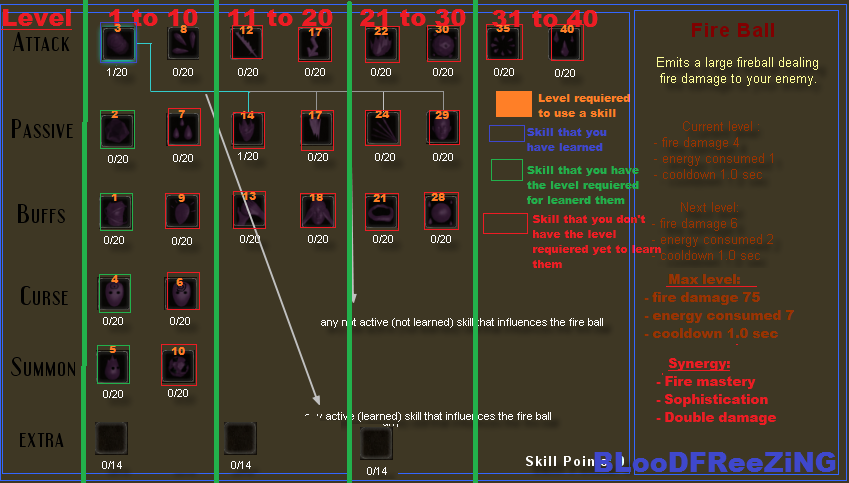 Level 1 to 10 11 to 20 21 to 30 31 to 40
Fire Ball
Emits a large fireball dealing
fire damage to your enemy.
ATTACK 3 8 12 17 22 30 35 40
1/20 0/20 0/20 0/20 0/20 0/20 0/20 0/20
Level requiered
to use a skill
PASSIVE 2 7 14 17 24 29
0/20 0/20 1/20 0/20 0/20 0/20
Skill that you
have learned
Skill that you have
the level requiered
for leanerd them
BUFFS 1 9 13 18 21 28
0/20 0/20 0/20 0/20 0/20 0/20
Skill that you don't
have the level
requiered yet to learn
them
Current level:
- fire damage 4
- energy consumed 1
- cooldown 1.0 sec
Next level:
- fire damage 6
- energy consumed 2
- cooldown 1.0 sec
Max level:
- fire damage 75
- energy consumed 7
- cooldown 1.0 sec
CURSE 4 6
0/20 0/20
any not active (not learned) skill that influences the fire ball
SUMMON 5 10
0/20 0/20
Synergy:
- Fire mastery
- Sophistication
- Double damage
active (learned) skill that influences the fire ball
EXTRA
0/14 0/14 0/14
Skill Points 0
BLooDFReeZiNG